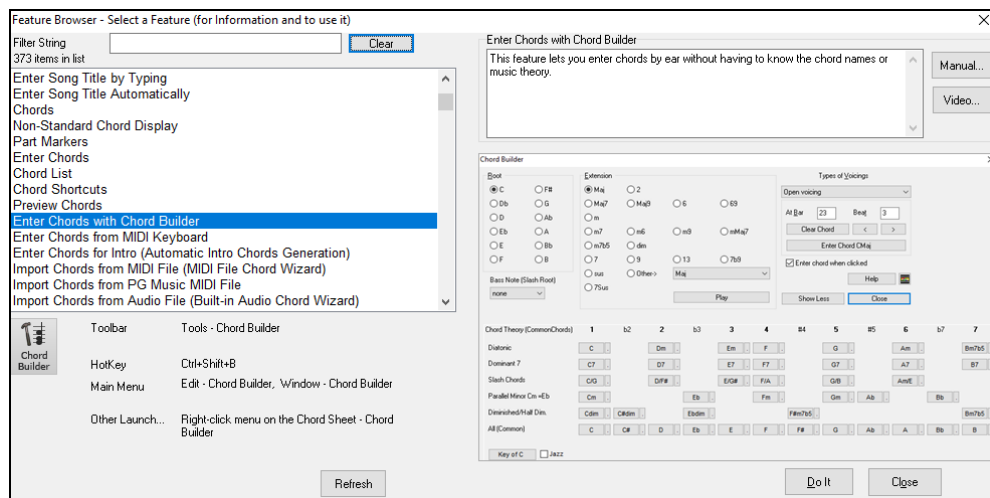 Feature Browser - Select a Feature (for Information and to use it)
Filter String
Clear
373 items in list
Enter Song Title by Typing
Enter Song Title Automatically
Chords
Non-Standard Chord Display
Part Markers
Enter Chords
Chord List
Chord Shortcuts
Preview Chords
Enter Chords with Chord Builder
Enter Chords from MIDI Keyboard
Enter Chords for Intro (Automatic Intro Chords Generation)
Import Chords from MIDI File (MIDI File Chord Wizard)
Import Chords from PG Music MIDI File
Import Chords from Audio File (Built-in Audio Chord Wizard)
Chord Builder
Toolbar Tools - Chord Builder
HotKey Ctrl+Shift+B
Main Menu Edit - Chord Builder, Window - Chord Builder
Other Launch... Right-click menu on the Chord Sheet - Chord
Builder
Refresh
Enter Chords with Chord Builder
This feature lets you enter chords by ear without having to know the chord names or
music theory.
Manual...
Video...
Chord Builder
Root Extension Types of Voicings
C F# Maj 2 Open voicing
Db G Maj7 Maj9 6 69
At Bar 23 Beat 3
D Ab m
Clear Chord < >
Eb A m7 m6 m9 mMaj7
Enter Chord CMaj
E Bb m7b5 dim
F B 7 9 13 7b9
Enter chord when clicked
Bass Note (Slash Root) sus Other-> Maj
Help
none 7Sus
Play Show Less Close
Chord Theory (CommonChords) 1 b2 2 b3 3 4 #4 5 #5 6 b7 7
Diatonic C Dm Em F G Am Bm7b5
Dominant 7 C7 D7 E7 F7 G7 A7 B7
Slash Chords C/G D/F# E/G# F/A G/B Am/E
Parallel Minor Cm =Eb Cm Eb Fm Gm Ab Bb
Diminished/Half Dim. Cdim C#dim Ebdim F#m7b5 Bm7b5
All (Common) C C# D Eb E F F# G Ab A Bb B
Key of C Jazz
Do It Close